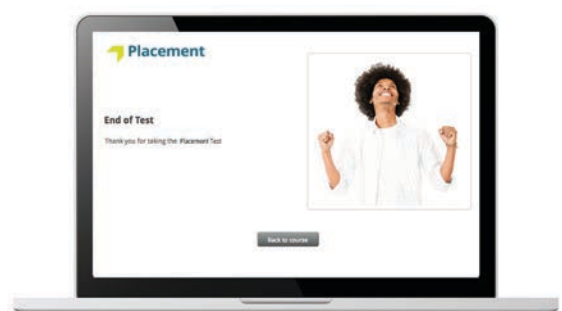 Placement
End of Test
Thank you for taking the Placement Test
Back to course